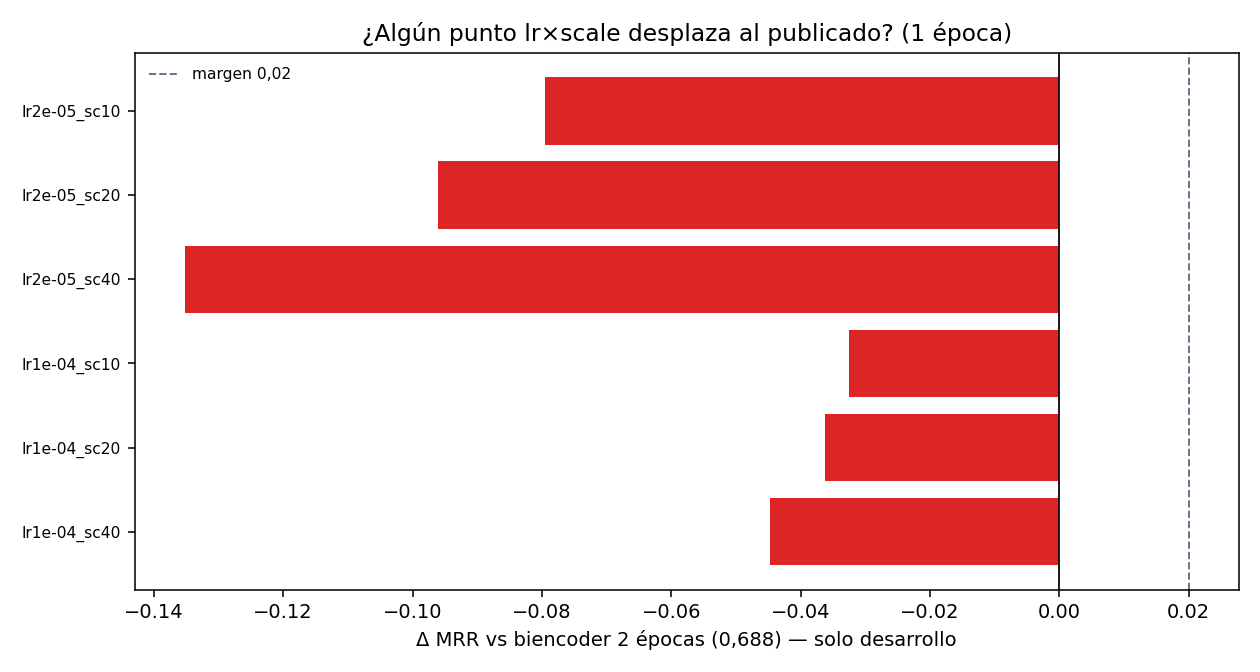 ¿Algún punto lr×scale desplaza al publicado? (1 época)
margen 0,02
lr2e-05_sc10
lr2e-05_sc20
lr2e-05_sc40
lr1e-04_sc10
lr1e-04_sc20
lr1e-04_sc40
−0.14 −0.12 −0.10 −0.08 −0.06 −0.04 −0.02 0.00 0.02
Δ MRR vs biencoder 2 épocas (0,688) — solo desarrollo